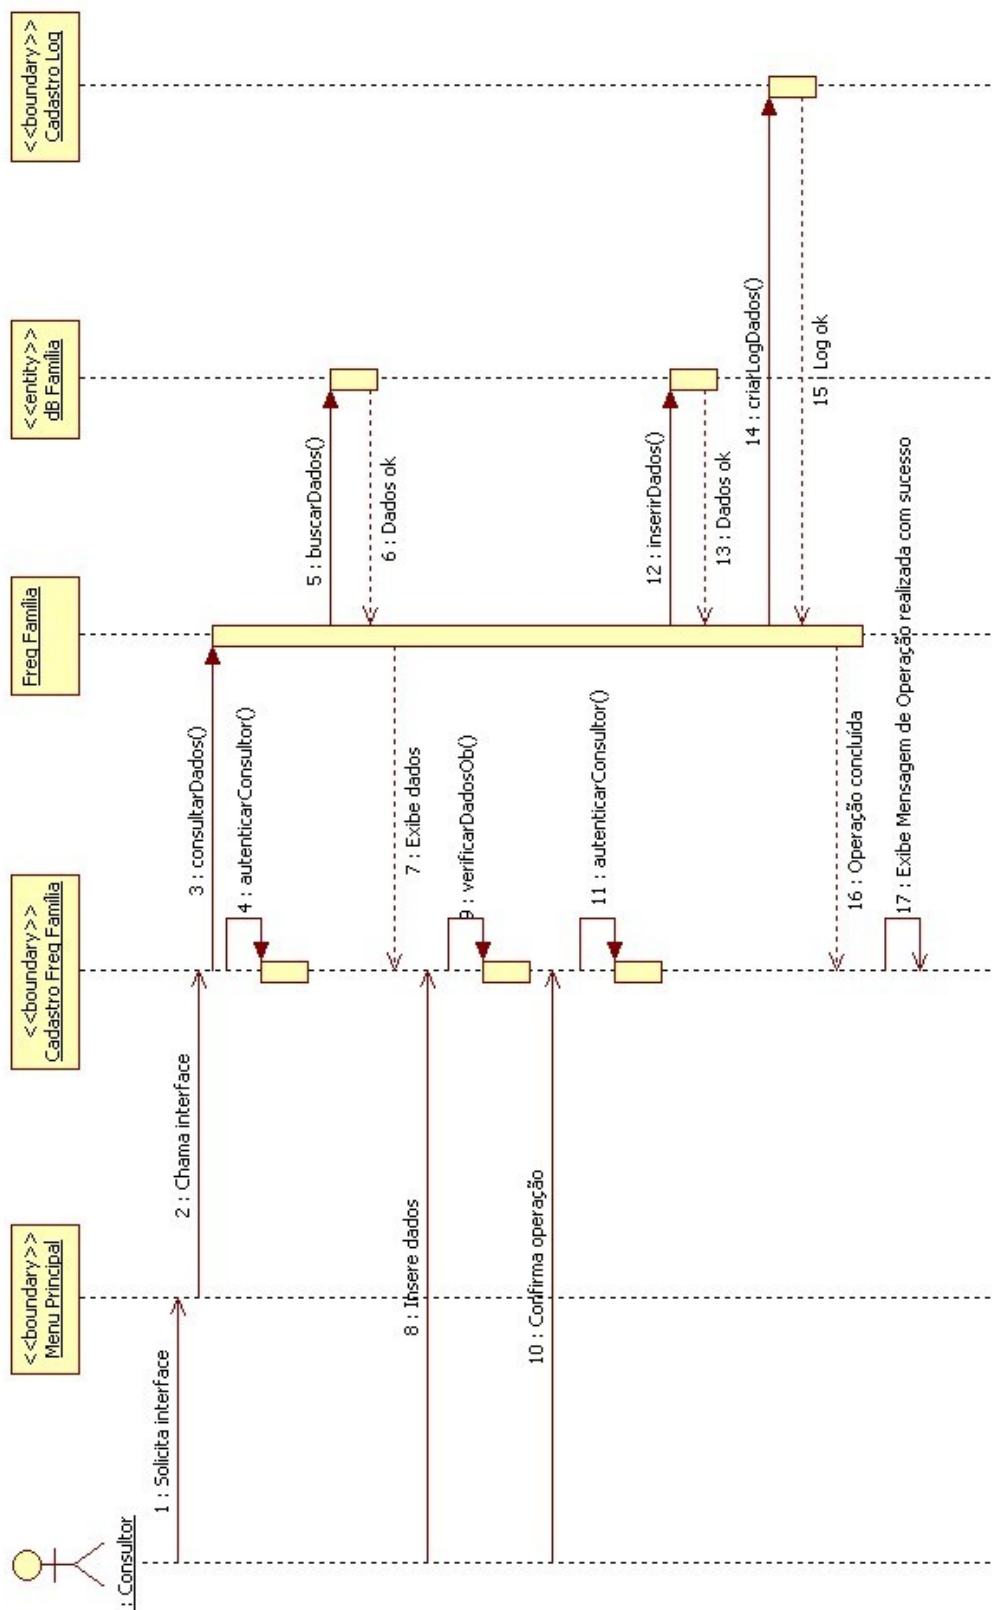 : Consultor
<<boundary>>
Menu Principal
<<boundary>>
Cadastro Freq Família
Freq Família
<<entity>>
dB Família
<<boundary>>
Cadastro Log
1 : Solicita interface
2 : Chama interface
3 : consultarDados()
4 : autenticarConsultor()
5 : buscarDados()
6 : Dados ok
7 : Exibe dados
8 : Insere dados
9 : verificarDadosOb()
10 : Confirma operação
11 : autenticarConsultor()
12 : inserirDados()
13 : Dados ok
14 : criarLogDados()
15 : Log ok
16 : Operação concluída
17 : Exibe Mensagem de Operação realizada com sucesso